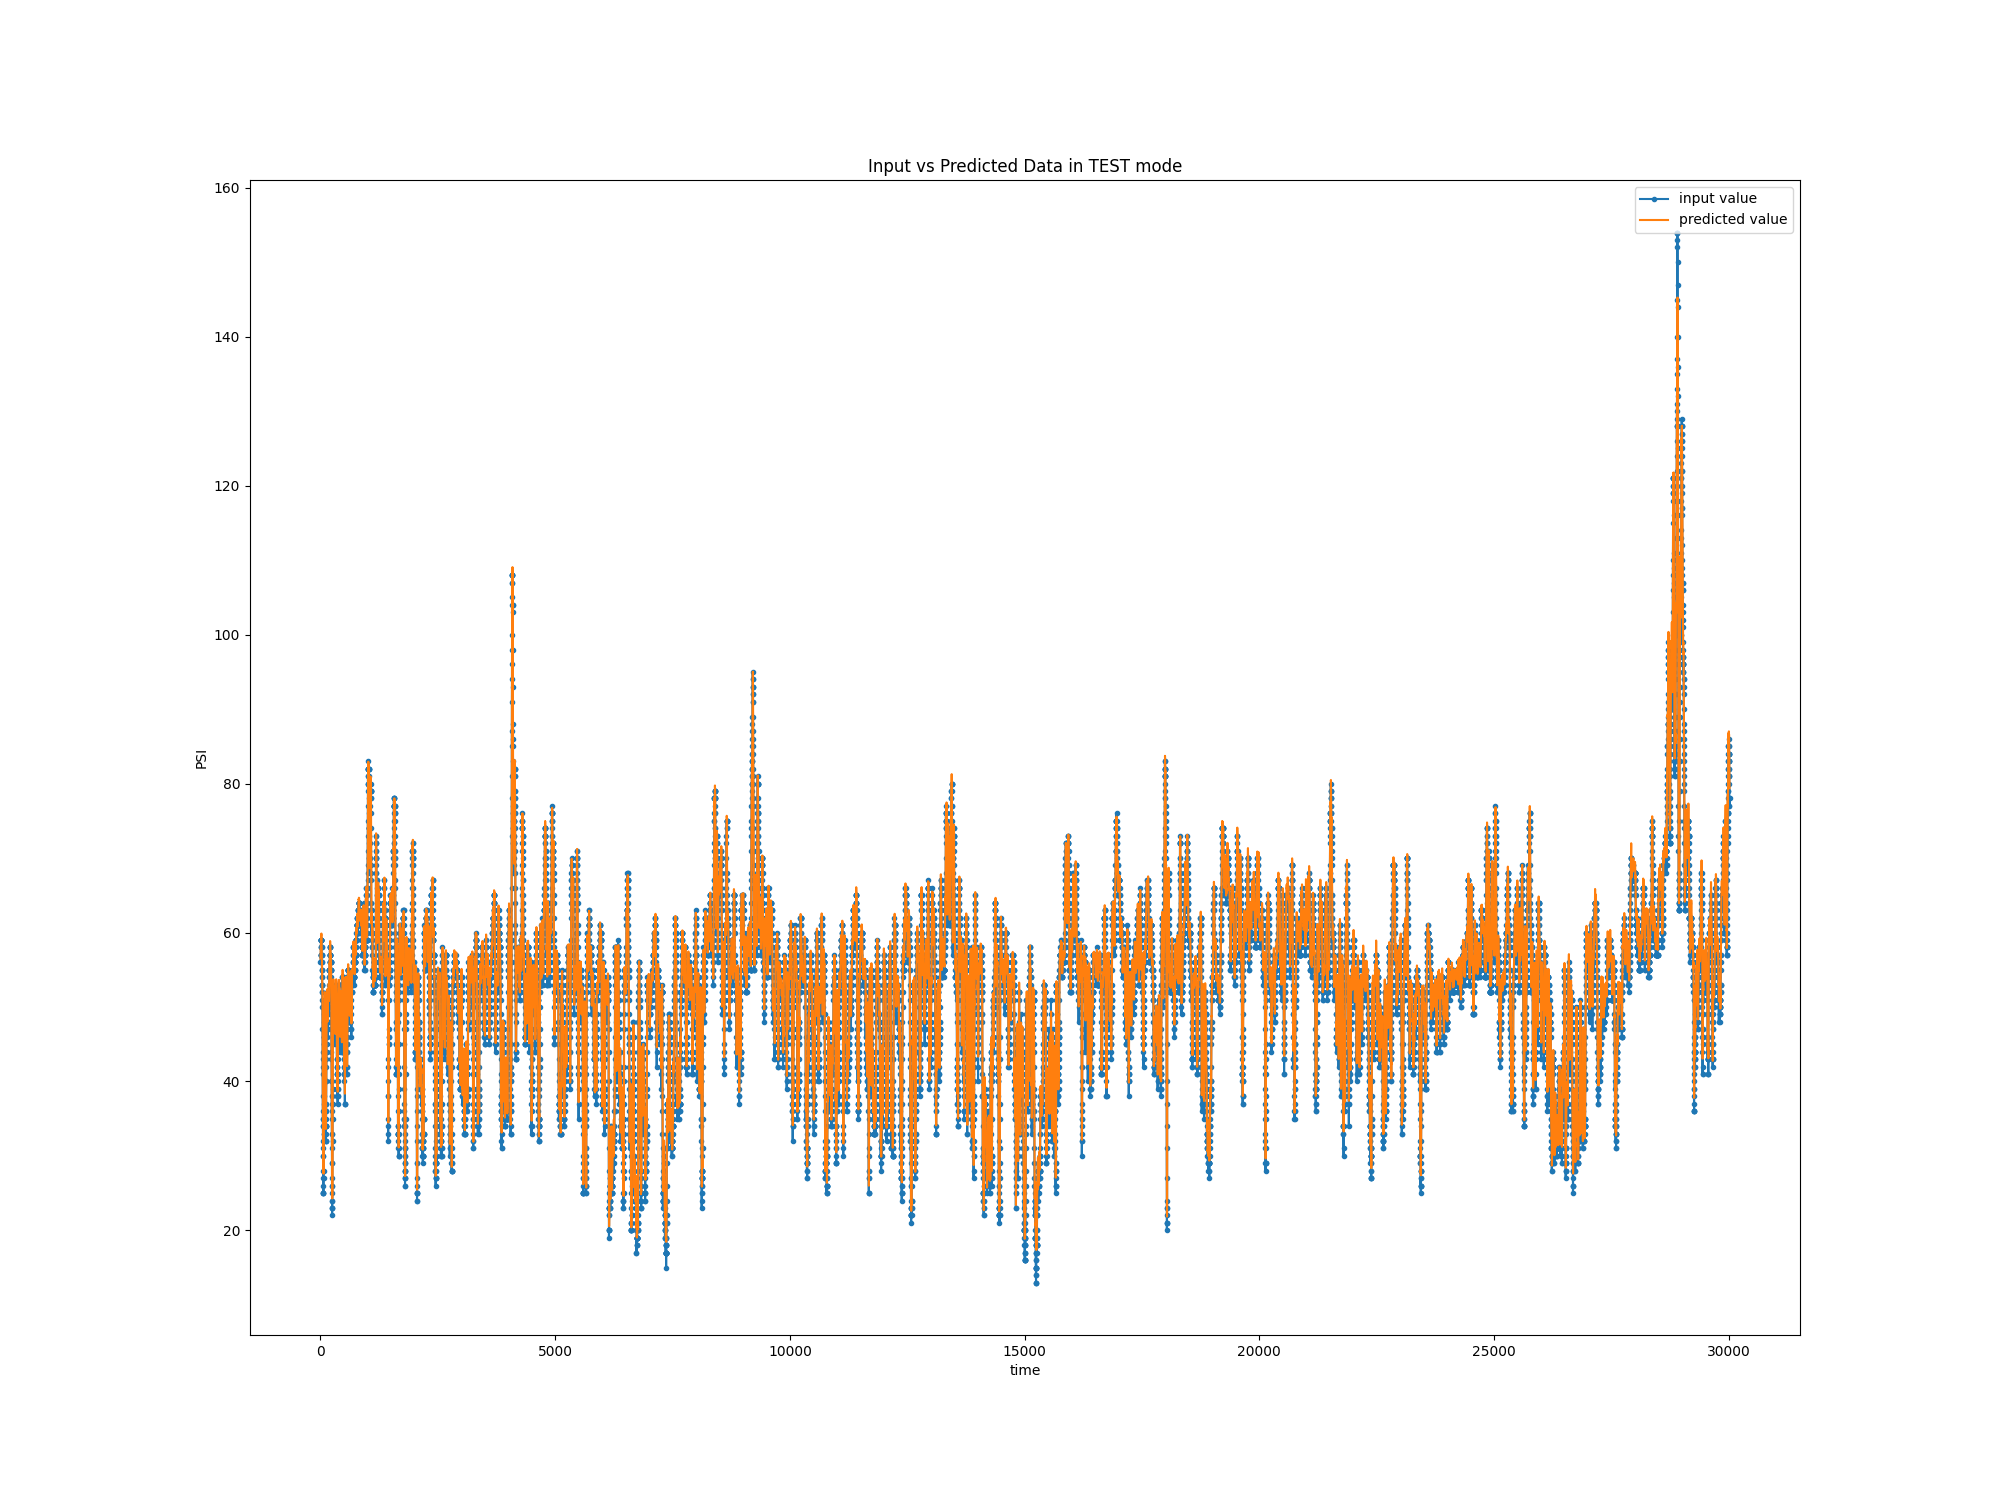 Input vs Predicted Data in TEST mode
input value
predicted value
160
140
120
100
80
60
40
20
PSI
0 5000 10000 15000 20000 25000 30000
time